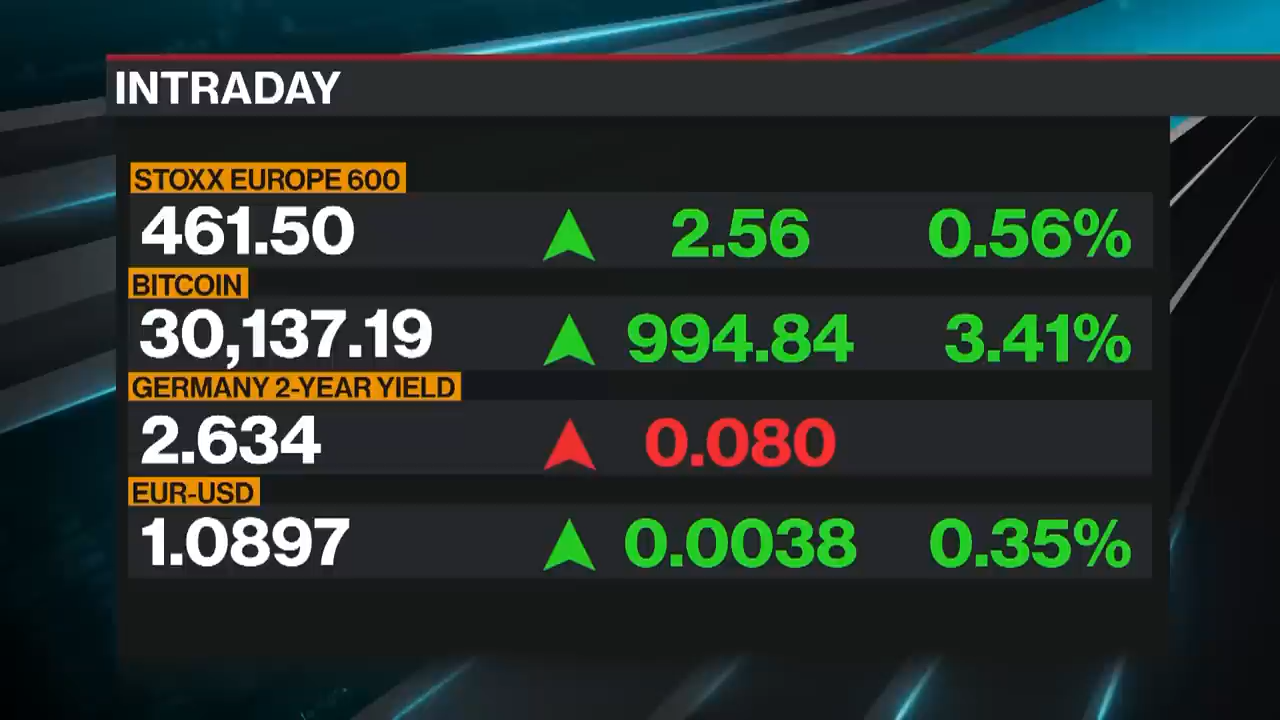 INTRADAY
STOXX EUROPE 600
461.50 2.56 0.56%
BITCOIN
30,137.19 994.84 3.41%
GERMANY 2-YEAR YIELD
2.634 0.080
EUR-USD
1.0897 0.0038 0.35%